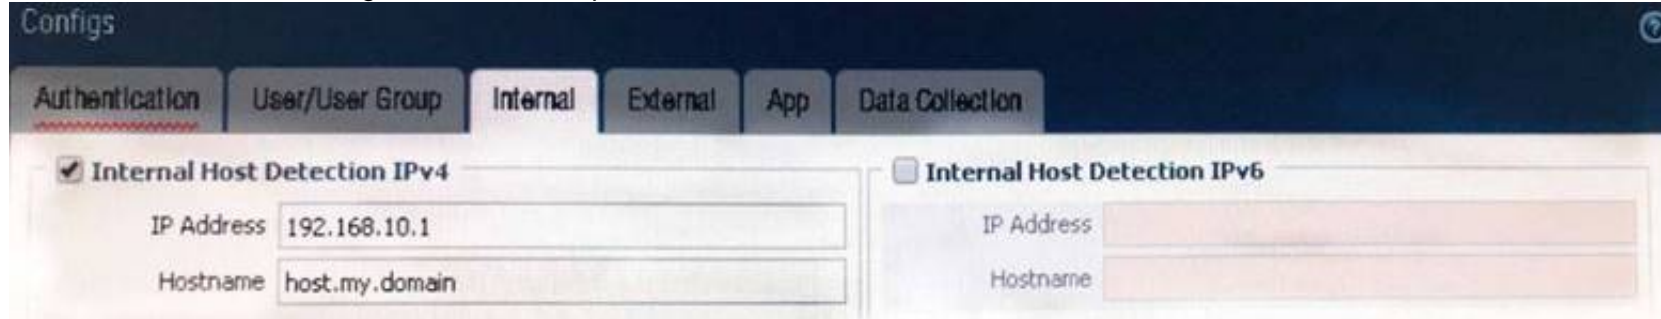 Configs
Authentication User/User Group Internal External App Data Collection
Internal Host Detection IPv4 Internal Host Detection IPv6
IP Address 192.168.10.1 IP Address
Hostname host.my.domain Hostname